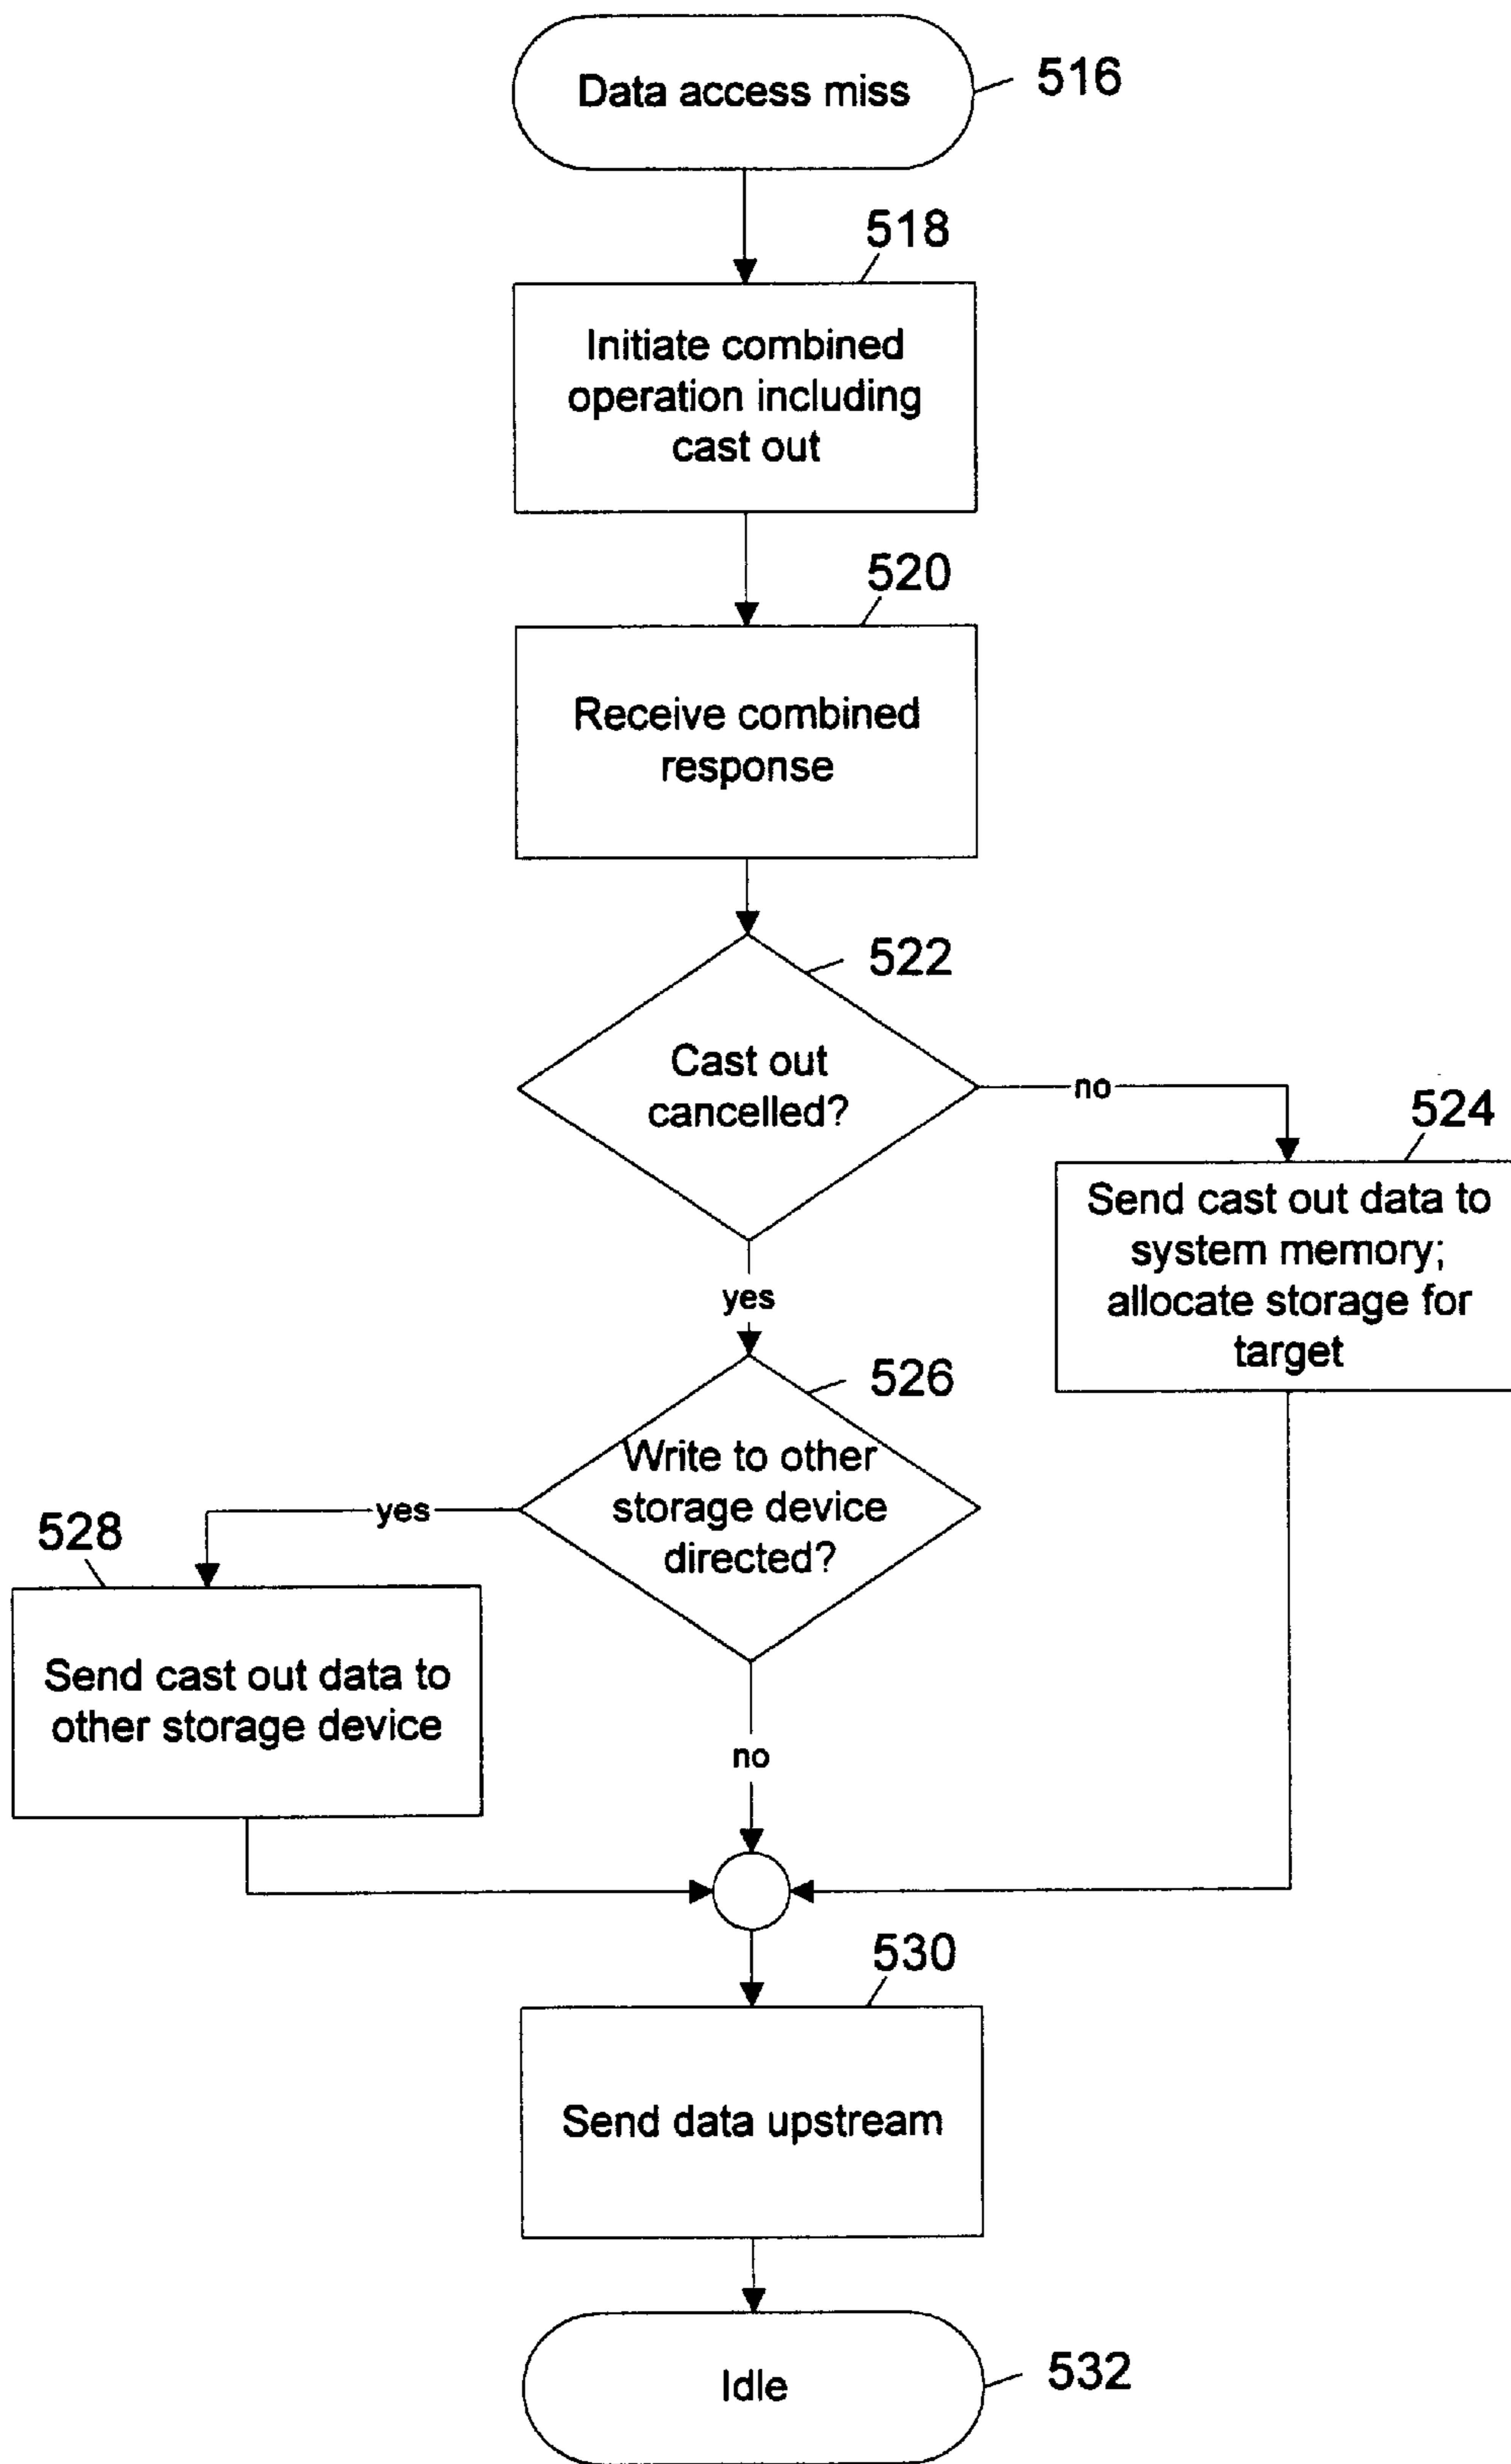 Data access miss
516
518
Initiate combined
operation including
cast out
520
Receive combined
response
522
Cast out
cancelled?
no
524
Send cast out data to
system memory;
allocate storage for
target
yes
526
Write to other
storage device
directed?
yes
528
Send cast out data to
other storage device
no
530
Send data upstream
Idle
532